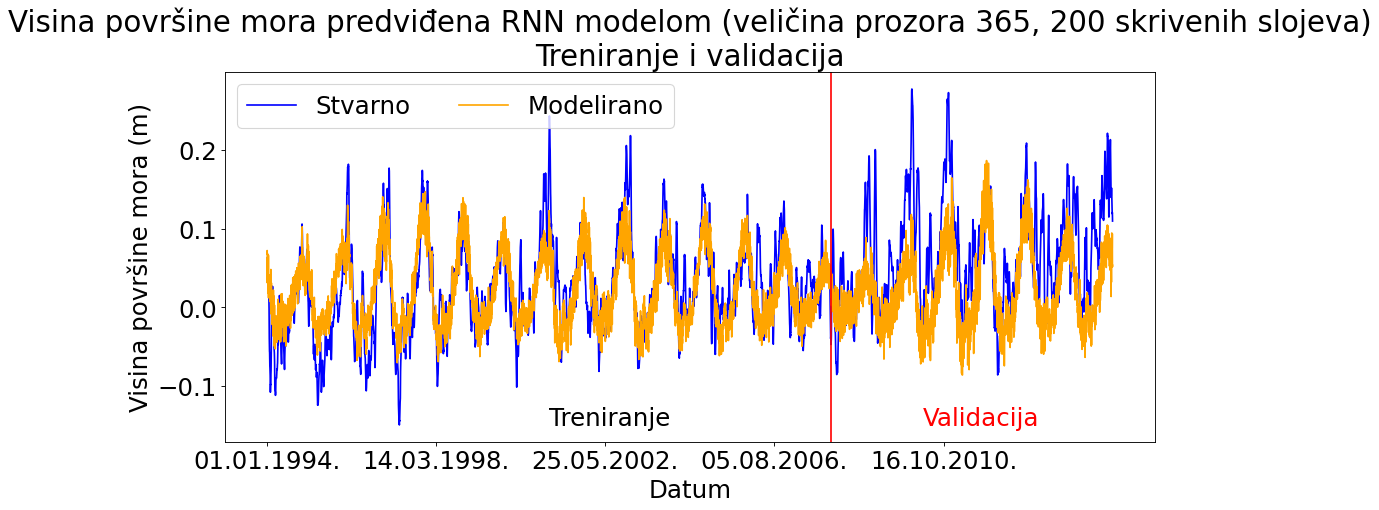 Visina površine mora predviđena RNN modelom (veličina prozora 365, 200 skrivenih slojeva)
Treniranje i validacija
Stvarno Modelirano
Visina površine mora (m)
0.2
0.1
0.0
−0.1
Treniranje Validacija
01.01.1994. 14.03.1998. 25.05.2002. 05.08.2006. 16.10.2010.
Datum